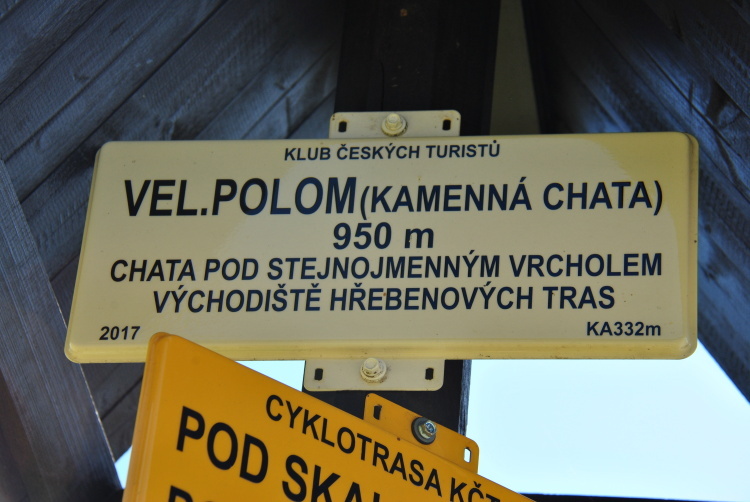 KLUB ČESKÝCH TURISTŮ
VEL.POLOM(KAMENNÁ CHATA)
950 m
CHATA POD STEJNOJMENNÝM VRCHOLEM
VÝCHODIŠTĚ HŘEBENOVÝCH TRAS
2017 KA332m
CYKLOTRASA KČT
POD